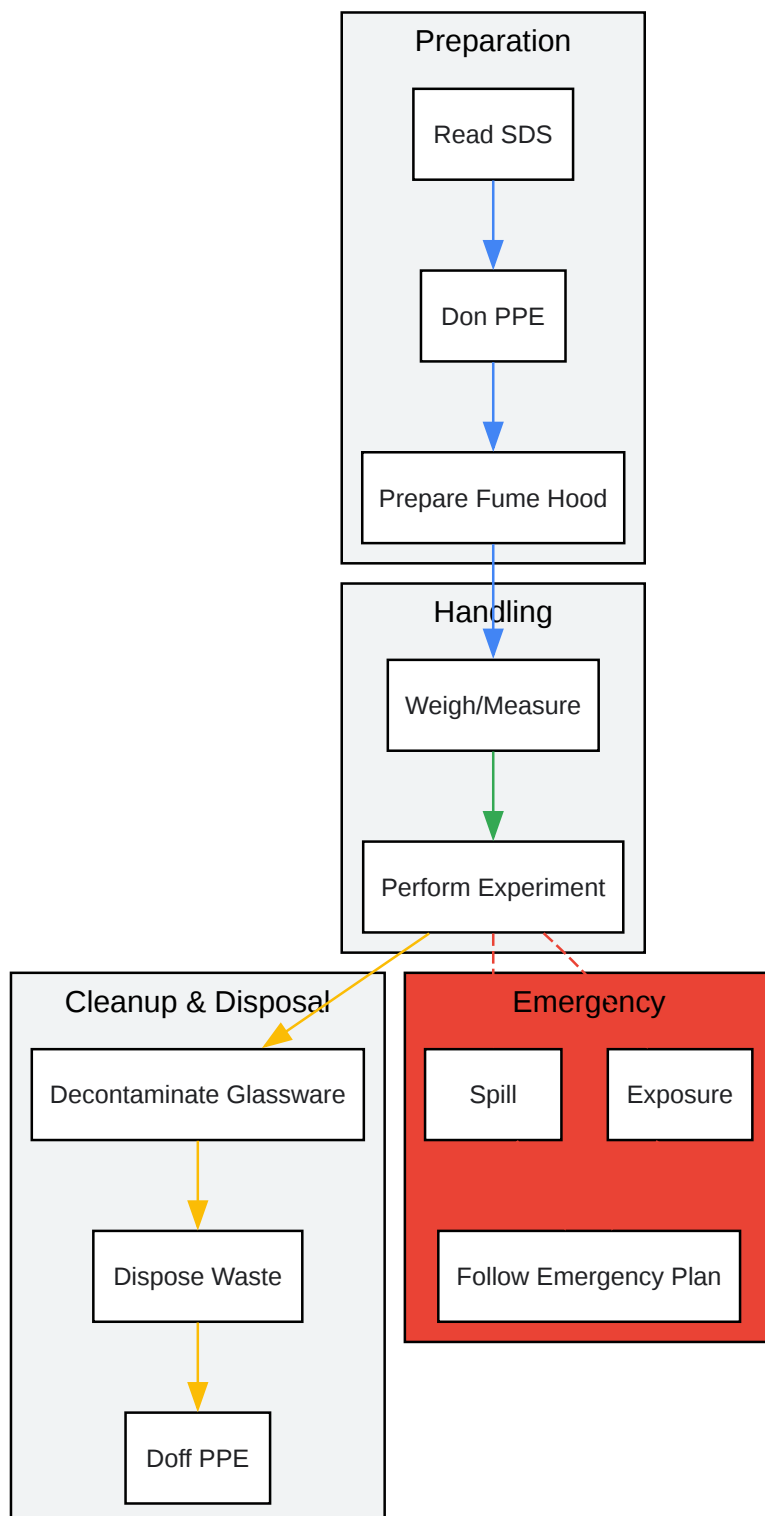 Preparation
Read SDS
Don PPE
Prepare Fume Hood
Handling
Weigh/Measure
Perform Experiment
Cleanup & Disposal
Decontaminate Glassware
Dispose Waste
Doff PPE
Emergency
Spill
Exposure
Follow Emergency Plan